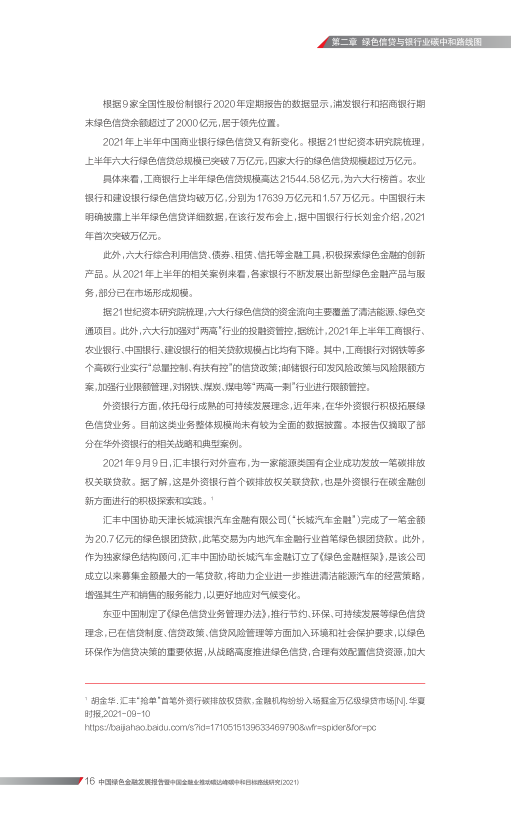 第二章 绿色信贷与银行业碳中和路线图
根据9家全国性股份制银行2020年定期报告的数据显示，浦发银行和招商银行期
末绿色信贷余额超过了2000亿元，居于领先位置。
2021年上半年中国商业银行绿色信贷又有新变化。根据21世纪资本研究院梳理，
上半年六大行绿色信贷总规模已突破7万亿元，四家大行的绿色信贷规模超过万亿元。
具体来看，工商银行上半年绿色信贷规模高达21544.58亿元，为六大行榜首。农业
银行和建设银行绿色信贷均破万亿，分别为17639万亿元和1.57万亿元。中国银行未
明确披露上半年绿色信贷详细数据，在该行发布会上，据中国银行行长刘金介绍，2021
年首次突破万亿元。
此外，六大行综合利用信贷、债券、租赁、信托等金融工具，积极探索绿色金融的创新
产品。从2021年上半年的相关案例来看，各家银行不断发展出新型绿色金融产品与服
务，部分已在市场形成规模。
据21世纪资本研究院梳理，六大行绿色信贷的资金流向主要覆盖了清洁能源、绿色交
通项目。此外，六大行加强对“两高”行业的投融资管控，据统计，2021年上半年工商银行、
农业银行、中国银行、建设银行的相关贷款规模占比均有下降。其中，工商银行对钢铁等多
个高碳行业实行“总量控制、有扶有控”的信贷政策；邮储银行印发风险政策与风险限额方
案，加强行业限额管理，对钢铁、煤炭、煤电等“两高一剩”行业进行限额管控。
外资银行方面，依托母行成熟的可持续发展理念，近年来，在华外资银行积极拓展绿
色信贷业务。目前这类业务整体规模尚未有较为全面的数据披露。本报告仅摘取了部
分在华外资银行的相关战略和典型案例。
2021年9月9日，汇丰银行对外宣布，为一家能源类国有企业成功发放一笔碳排放
权关联贷款。据了解，这是外资银行首个碳排放权关联贷款，也是外资银行在碳金融创
新方面进行的积极探索和实践。1
汇丰中国协助天津长城滨银汽车金融有限公司（“长城汽车金融”）完成了一笔金额
为20.7亿元的绿色银团贷款，此笔交易为内地汽车金融行业首笔绿色银团贷款。此外，
作为独家绿色结构顾问，汇丰中国协助长城汽车金融订立了《绿色金融框架》，是该公司
成立以来募集金额最大的一笔贷款，将助力企业进一步推进清洁能源汽车的经营策略，
增强其生产和销售的服务能力，以更好地应对气候变化。
东亚中国制定了《绿色信贷业务管理办法》，推行节约、环保、可持续发展等绿色信贷
理念，已在信贷制度、信贷政策、信贷风险管理等方面加入环境和社会保护要求，以绿色
环保作为信贷决策的重要依据，从战略高度推进绿色信贷，合理有效配置信贷资源，加大
1 胡金华.汇丰“抢单”首笔外资行碳排放权贷款，金融机构纷纷入场掘金万亿级绿贷市场[N].华夏
时报,2021-09-10
https://baijiahao.baidu.com/s?id=1710515139633469790&wfr=spider&for=pc
16 中国绿色金融发展报告暨中国金融业推动碳达峰碳中和目标路线研究(2021)